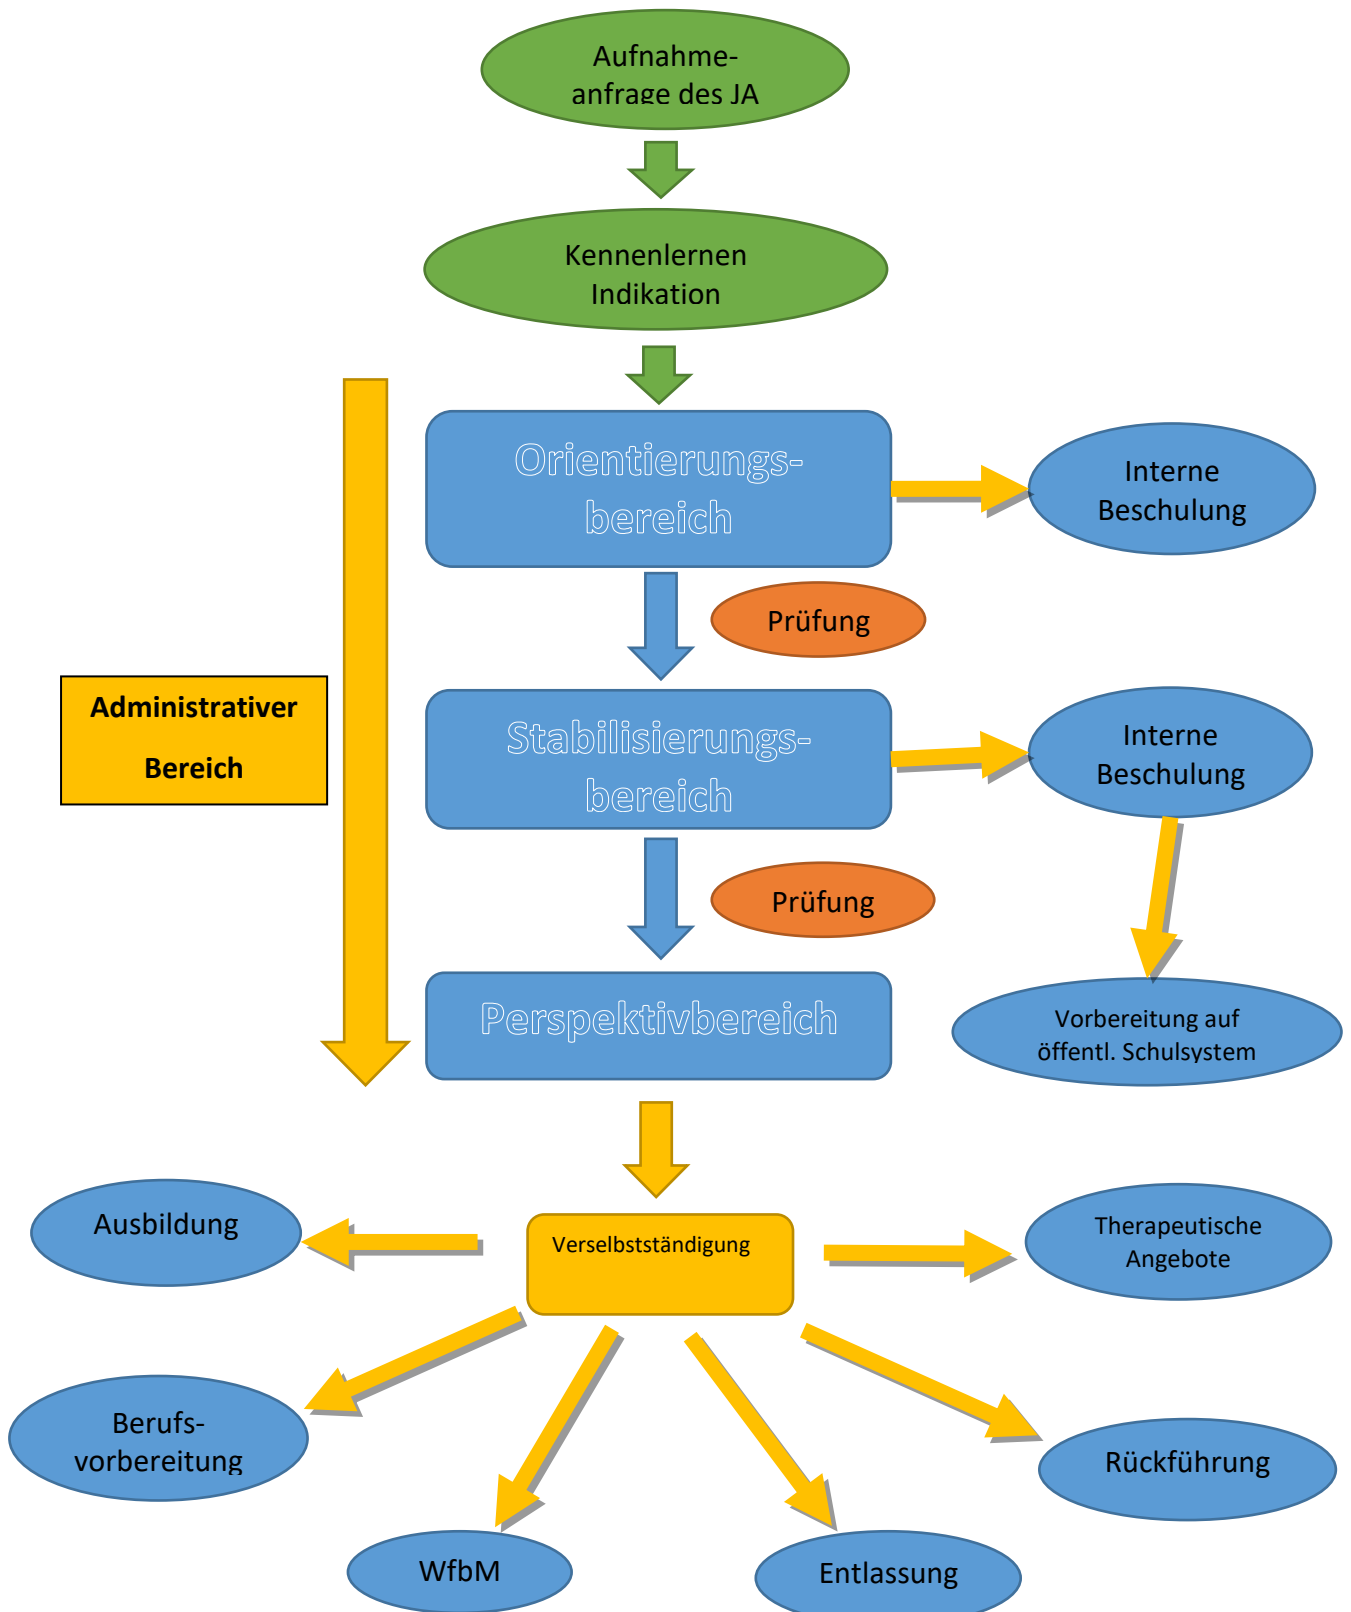 Aufnahme-
anfrage des JA
Kennenlernen
Indikation
Orientierungs-
bereich
Interne
Beschulung
Prüfung
Administrativer
Bereich
Stabilisierungs-
bereich
Interne
Beschulung
Prüfung
Perspektivbereich
Vorbereitung auf
öffentl. Schulsystem
Ausbildung
Verselbstständigung
Therapeutische
Angebote
Berufs-
vorbereitung
Rückführung
WfbM
Entlassung